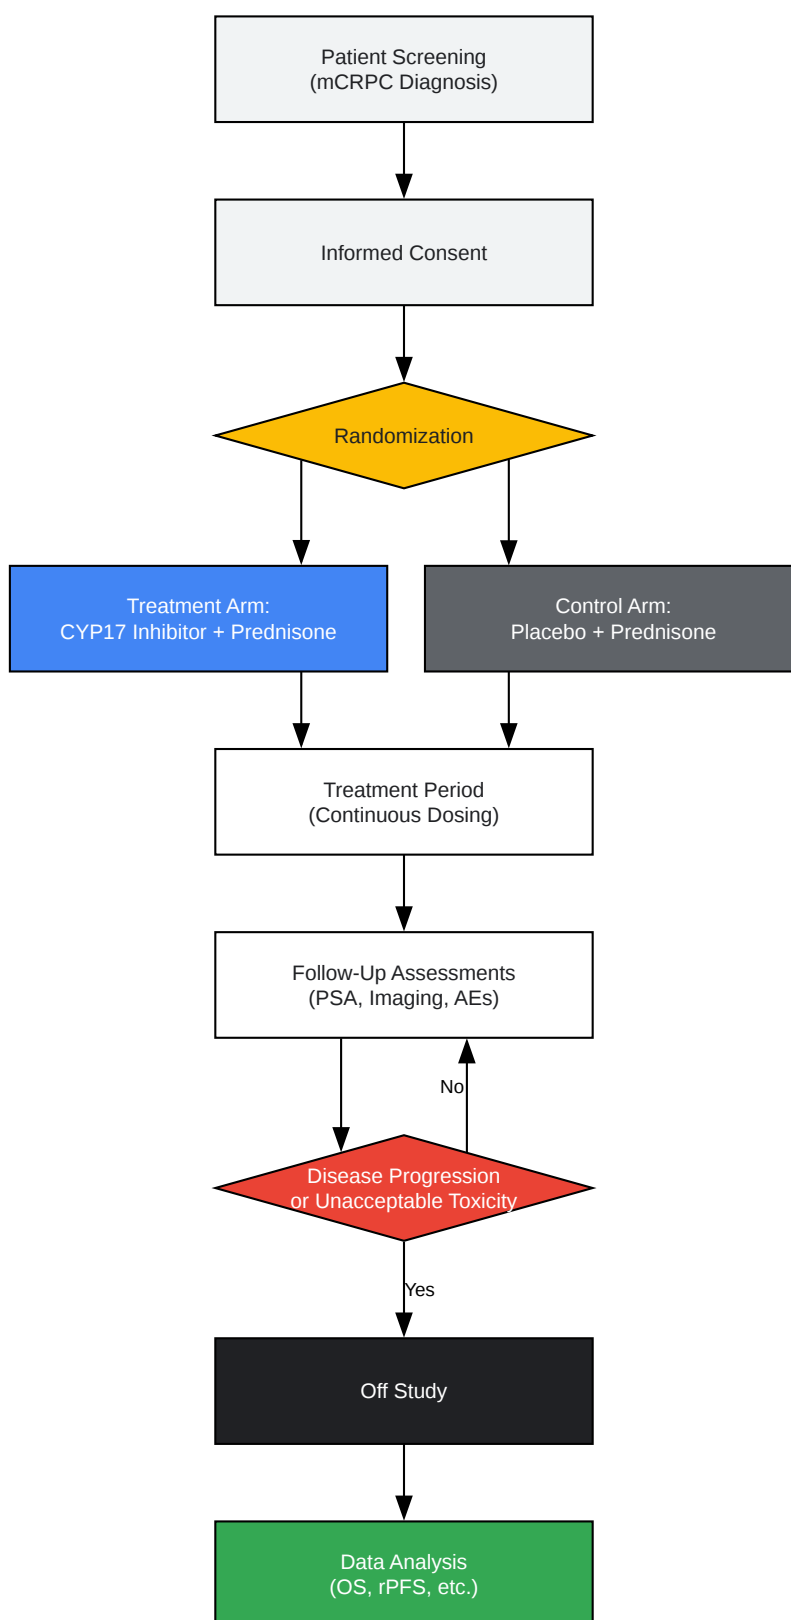 Patient Screening
(mCRPC Diagnosis)
Informed Consent
Randomization
Treatment Arm:
CYP17 Inhibitor + Prednisone
Control Arm:
Placebo + Prednisone
Treatment Period
(Continuous Dosing)
Follow-Up Assessments
(PSA, Imaging, AEs)
No
Disease Progression
or Unacceptable Toxicity
Yes
Off Study
Data Analysis
(OS, rPFS, etc.)